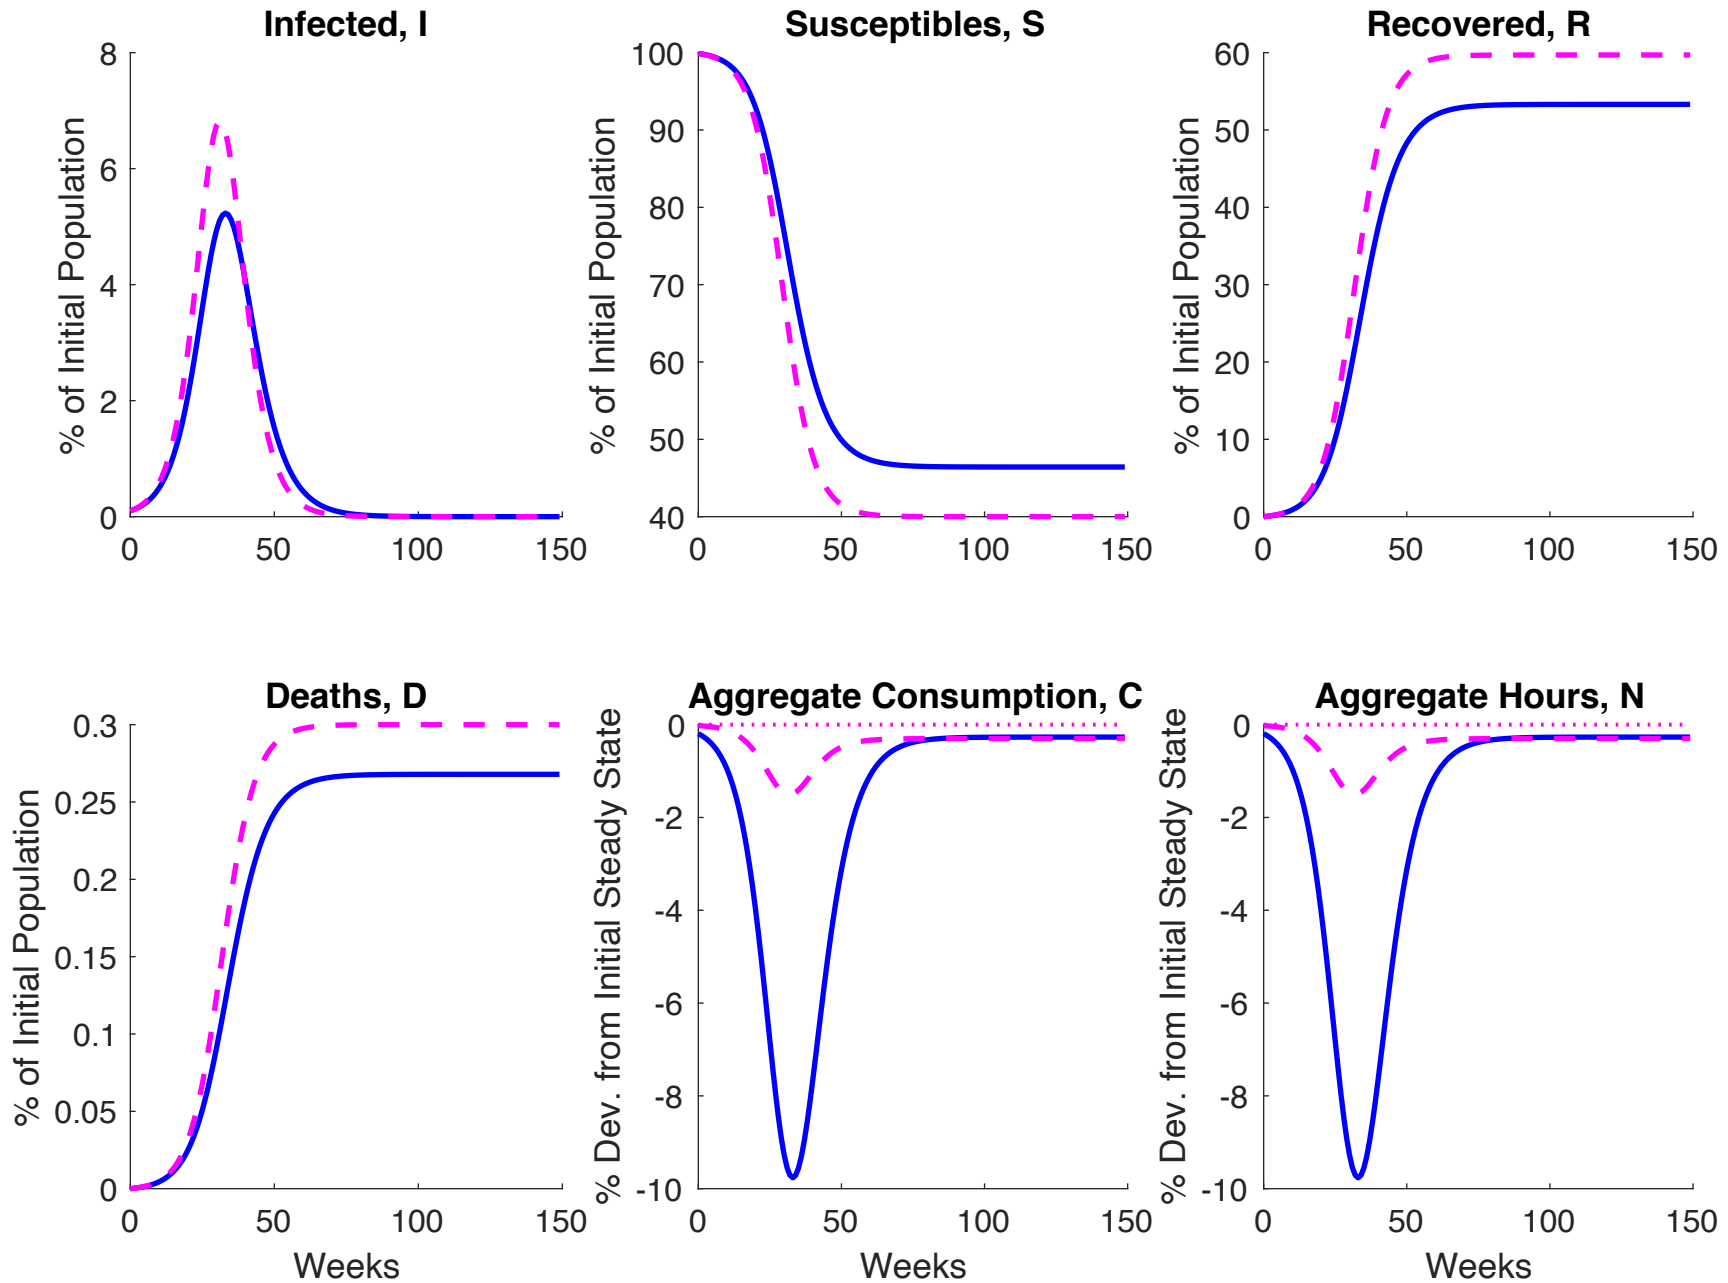 Infected, I
% of Initial Population
8
6
4
2
0
0 50 100 150
Susceptibles, S
% of Initial Population
100
90
80
70
60
50
40
0 50 100 150
Recovered, R
% of Initial Population
60
50
40
30
20
10
0
0 50 100 150
Deaths, D
% of Initial Population
0.3
0.25
0.2
0.15
0.1
0.05
0
0 50 100 150
Weeks
Aggregate Consumption, C
% Dev. from Initial Steady State
0
-2
-4
-6
-8
-10
0 50 100 150
Weeks
Aggregate Hours, N
% Dev. from Initial Steady State
0
-2
-4
-6
-8
-10
0 50 100 150
Weeks